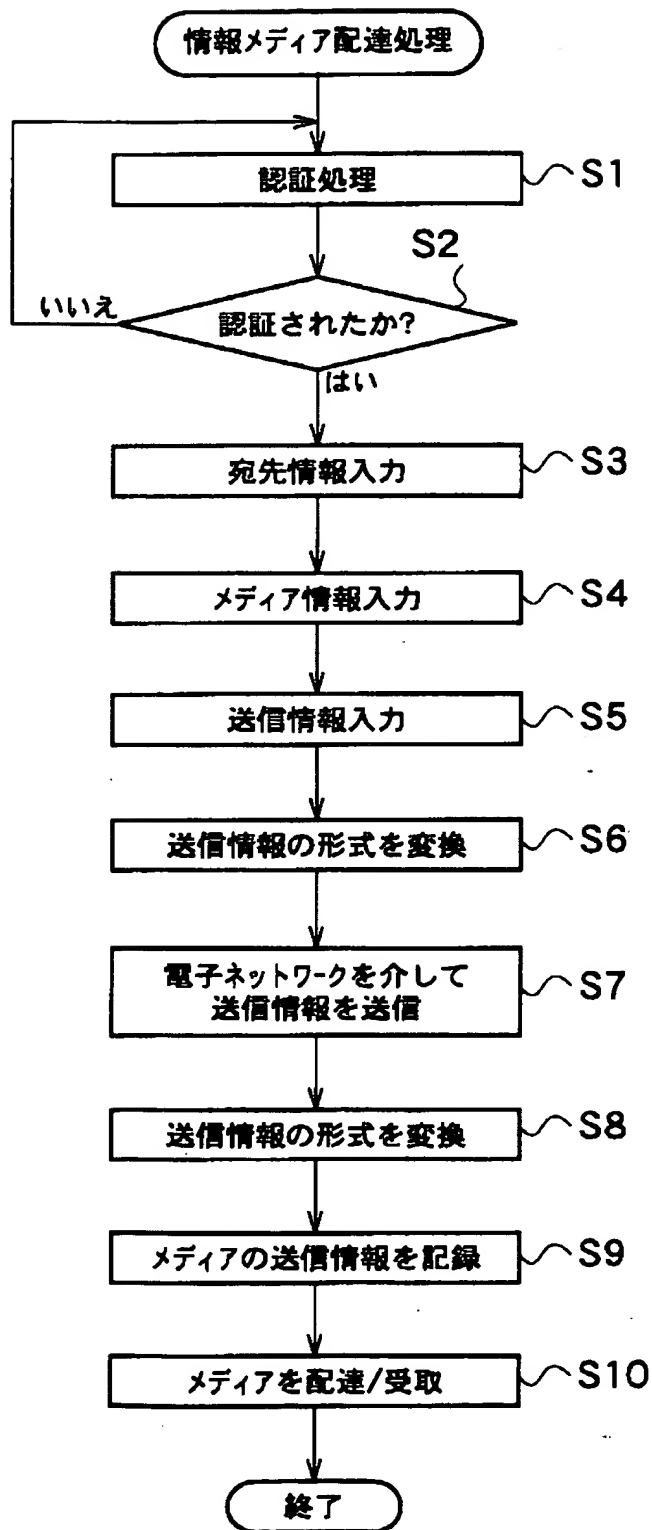 情報メディア配達処理
認証処理
S1
S2
認証されたか?
いいえ
はい
宛先情報入力
S3
メディア情報入力
S4
送信情報入力
S5
送信情報の形式を変換
S6
電子ネットワークを介して
送信情報を送信
S7
送信情報の形式を変換
S8
メディアの送信情報を記録
S9
メディアを配達/受取
S10
終了